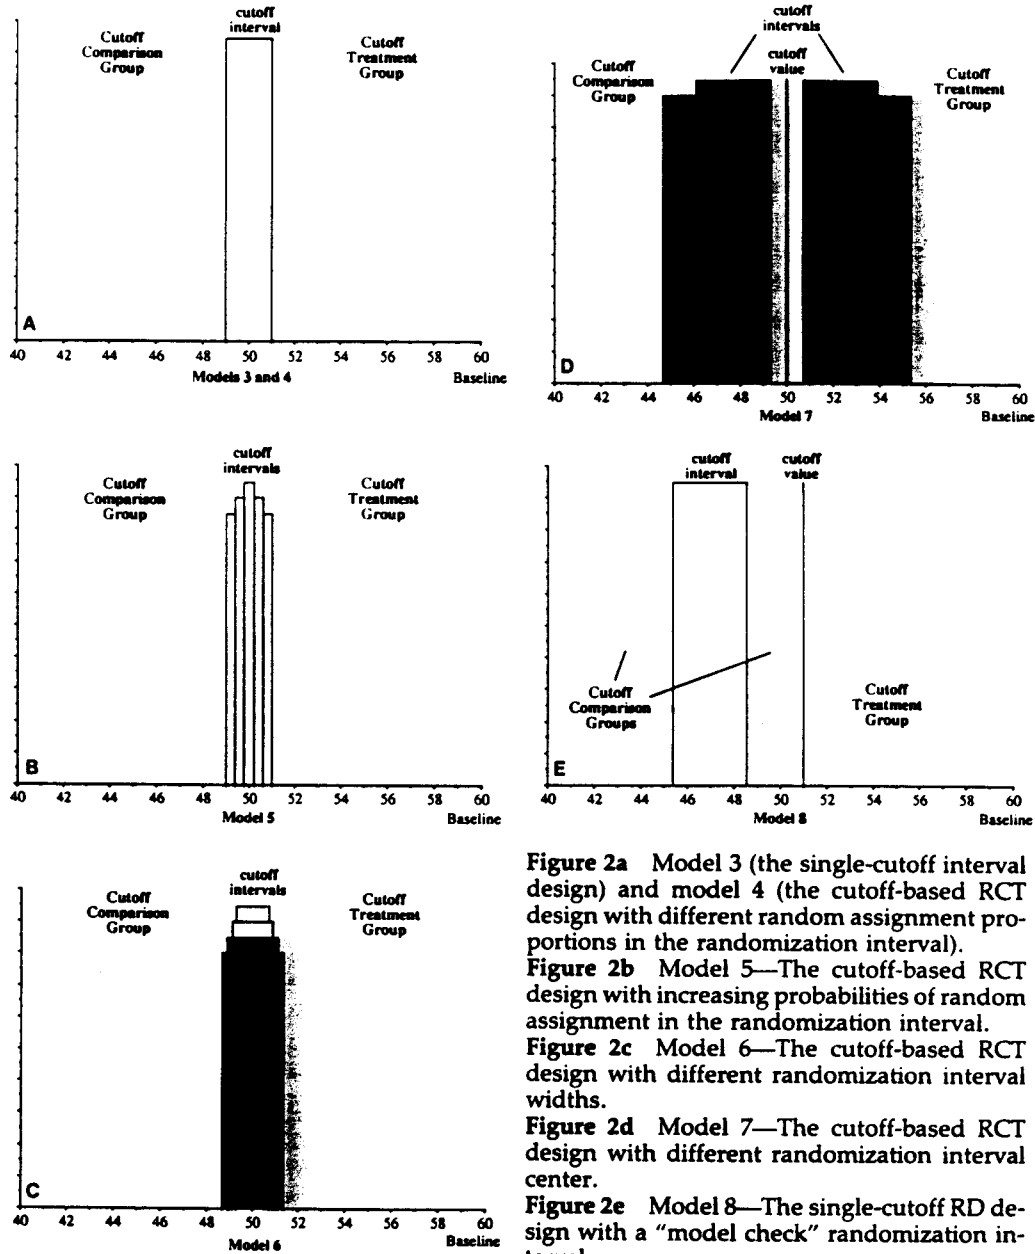 cutoff
interval
Cutoff
Comparison
Group
Cutoff
Treatment
Group
A
40 42 44 46 48 50 52 54 56 58 60
Models 3 and 4
Baseline
cutoff
intervals
cutoff
value
Cutoff
Comparison
Group
Cutoff
Treatment
Group
D
40 42 44 46 48 50 52 54 56 58 60
Model 7
Baseline
cutoff
intervals
Cutoff
Comparison
Group
Cutoff
Treatment
Group
B
40 42 44 46 48 50 52 54 56 58 60
Model 5
Baseline
cutoff
interval
cutoff
value
Cutoff
Comparison
Groups
Cutoff
Treatment
Group
E
40 42 44 46 48 50 52 54 56 58 60
Model 8
Baseline
cutoff
intervals
Cutoff
Comparison
Group
Cutoff
Treatment
Group
C
40 42 44 46 48 50 52 54 56 58 60
Model 6
Baseline
Figure 2a Model 3 (the single-cutoff interval
design) and model 4 (the cutoff-based RCT
design with different random assignment pro-
portions in the randomization interval).
Figure 2b Model 5—The cutoff-based RCT
design with increasing probabilities of random
assignment in the randomization interval.
Figure 2c Model 6—The cutoff-based RCT
design with different randomization interval
widths.
Figure 2d Model 7—The cutoff-based RCT
design with different randomization interval
center.
Figure 2e Model 8—The single-cutoff RD de-
sign with a "model check" randomization in-